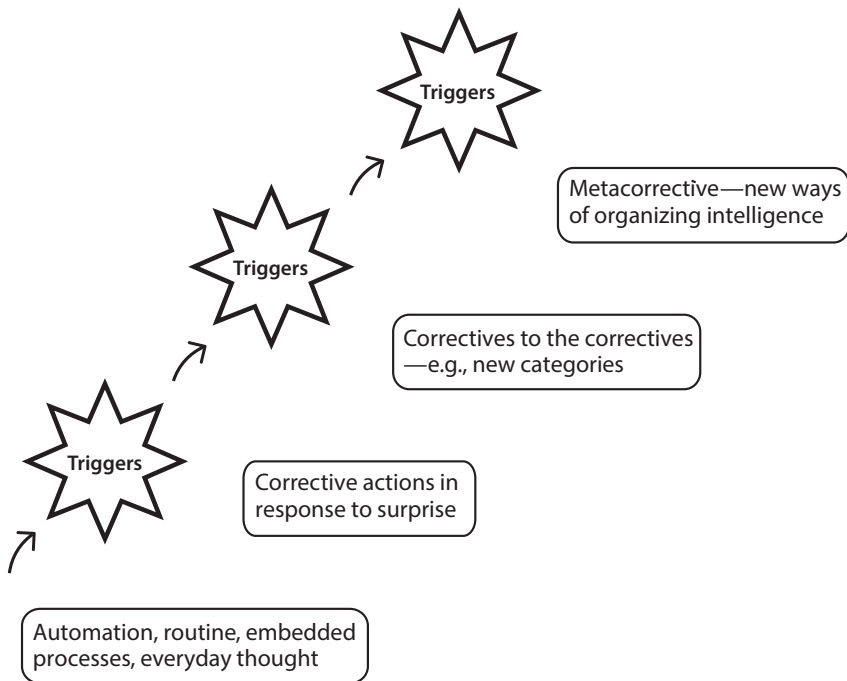 Triggers
Metacorrective—new ways
of organizing intelligence
Triggers
Correctives to the correctives
—e.g., new categories
Triggers
Corrective actions in
response to surprise
Automation, routine, embedded
processes, everyday thought